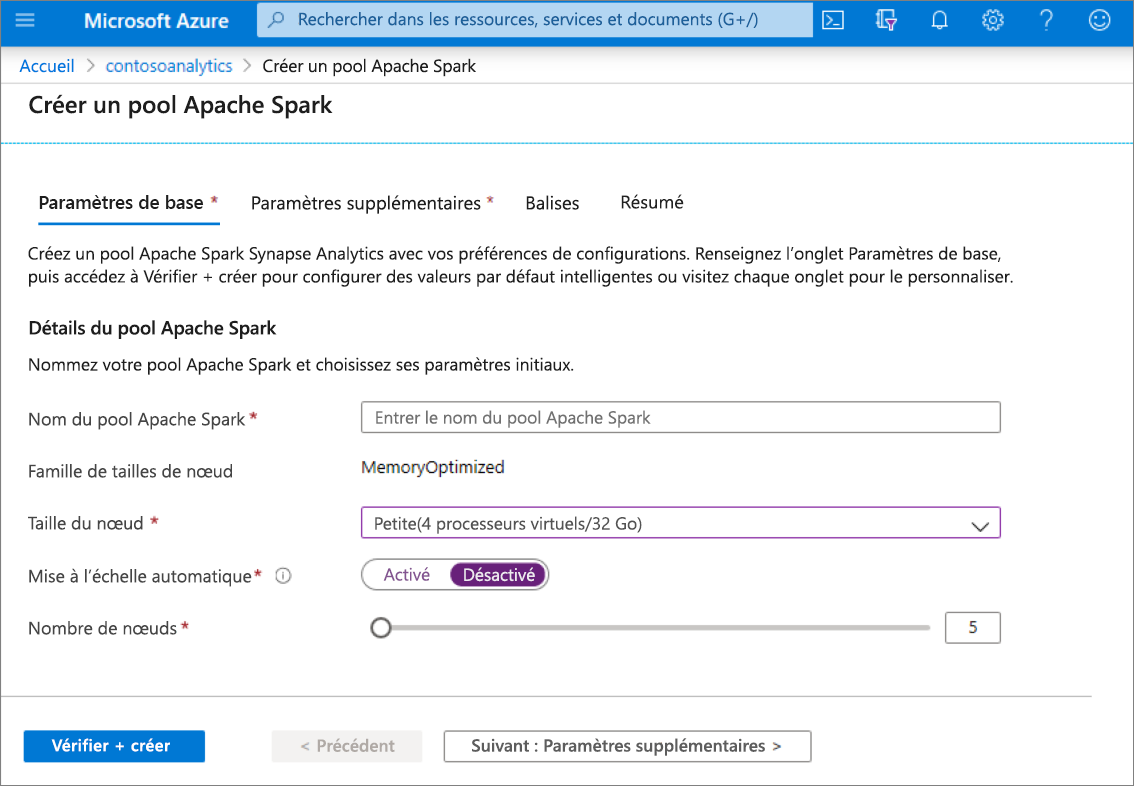 Microsoft Azure
Rechercher dans les ressources, services et documents (G+/)
Accueil > contosoanalytics > Créer un pool Apache Spark
Créer un pool Apache Spark
Paramètres de base * Paramètres supplémentaires * Balises Résumé
Créez un pool Apache Spark Synapse Analytics avec vos préférences de configurations. Renseignez l’onglet Paramètres de base,
puis accédez à Vérifier + créer pour configurer des valeurs par défaut intelligentes ou visitez chaque onglet pour le personnaliser.
Détails du pool Apache Spark
Nommez votre pool Apache Spark et choisissez ses paramètres initiaux.
Nom du pool Apache Spark * Entrer le nom du pool Apache Spark
Famille de tailles de nœud MemoryOptimized
Taille du nœud * Petite(4 processeurs virtuels/32 Go)
Mise à l’échelle automatique * Activé Désactivé
Nombre de nœuds * 5
Vérifier + créer < Précédent Suivant : Paramètres supplémentaires >